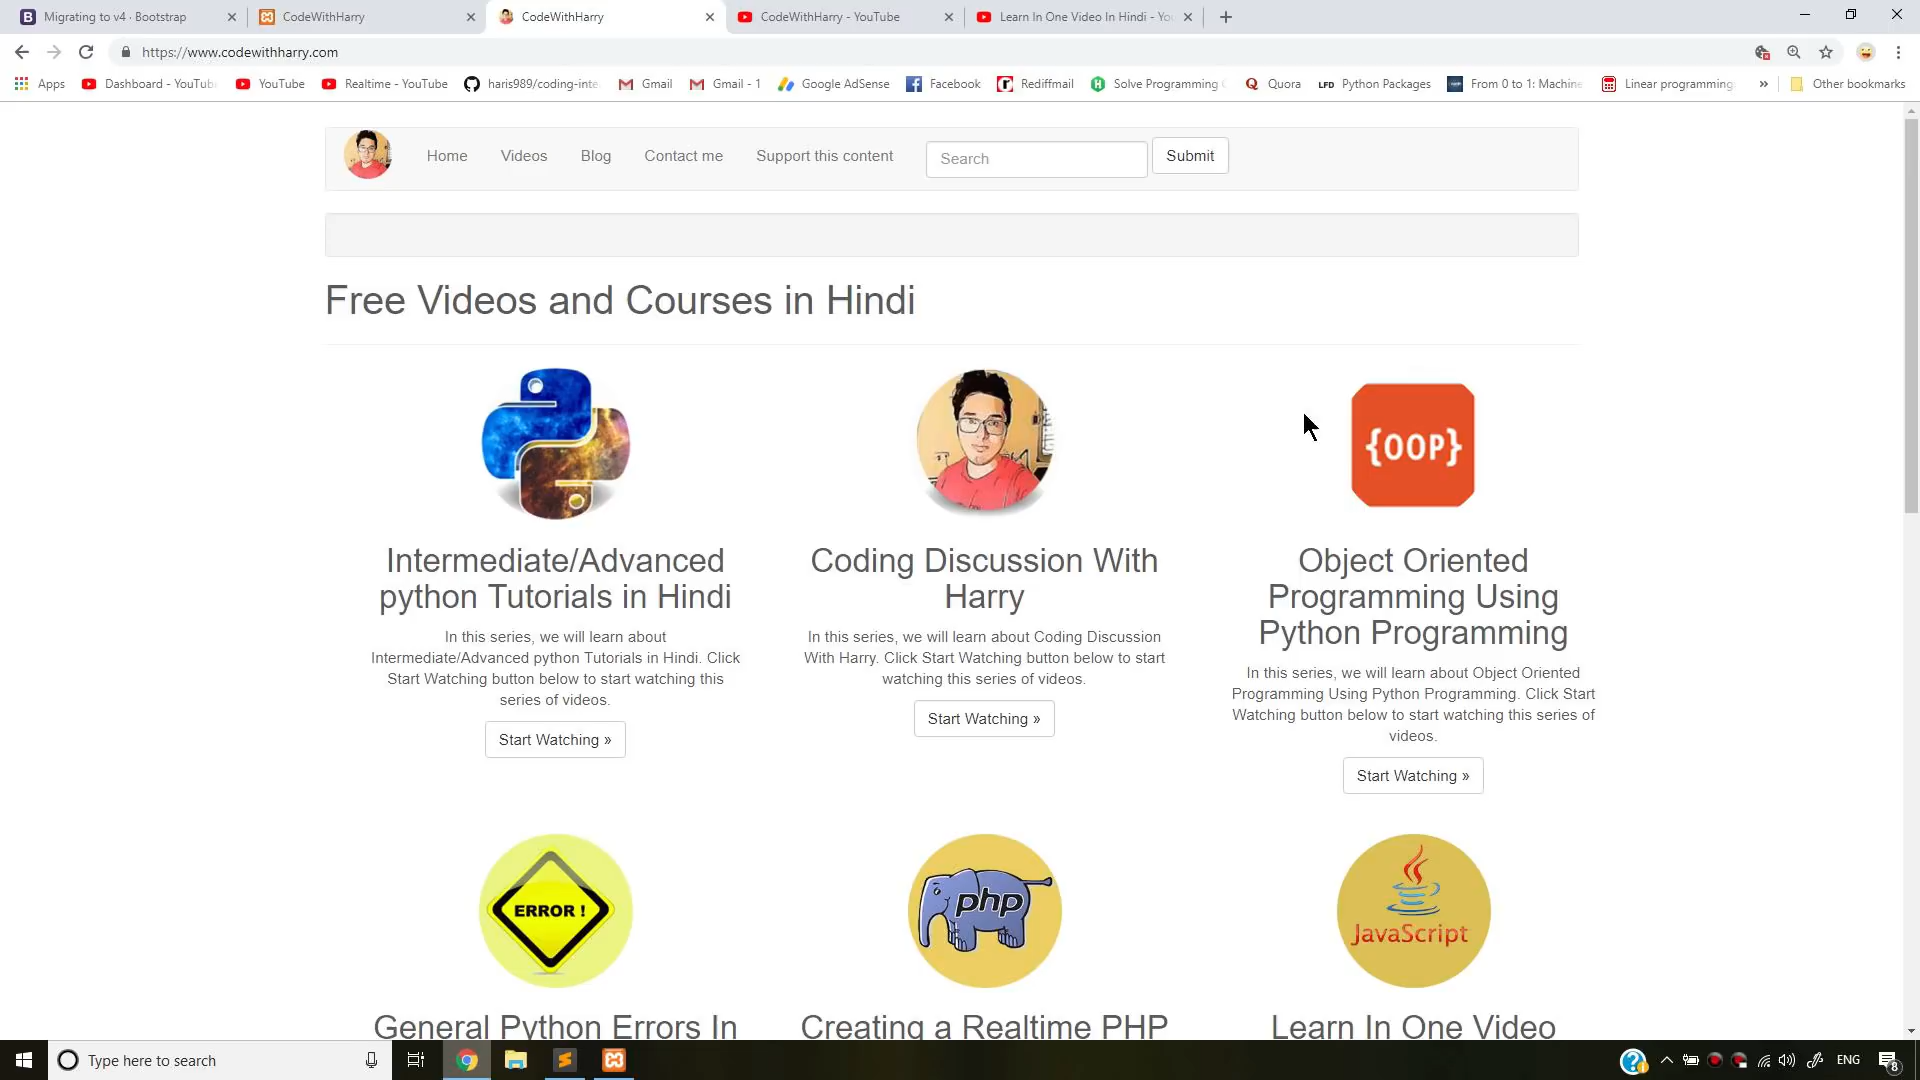 Migrating to v4 · Bootstrap
CodeWithHarry
CodeWithHarry
CodeWithHarry - YouTube
Learn In One Video In Hindi - You
https://www.codewithharry.com
Apps
Dashboard - YouTube
YouTube
Realtime - YouTube
haris989/coding-inte
Gmail
Gmail - 1
Google AdSense
Facebook
Rediffmail
Solve Programming
Quora
LFD
Python Packages
From 0 to 1: Machine
Linear programming
Other bookmarks
Home
Videos
Blog
Contact me
Support this content
Search
Submit
Free Videos and Courses in Hindi
{OOP}
Intermediate/Advanced
python Tutorials in Hindi
In this series, we will learn about
Intermediate/Advanced python Tutorials in Hindi. Click
Start Watching button below to start watching this
series of videos.
Start Watching »
Coding Discussion With
Harry
In this series, we will learn about Coding Discussion
With Harry. Click Start Watching button below to start
watching this series of videos.
Start Watching »
Object Oriented
Programming Using
Python Programming
In this series, we will learn about Object Oriented
Programming Using Python Programming. Click Start
Watching button below to start watching this series of
videos.
Start Watching »
ERROR !
php
JavaScript
General Python Errors In
Creating a Realtime PHP
Learn In One Video
Type here to search
ENG
8